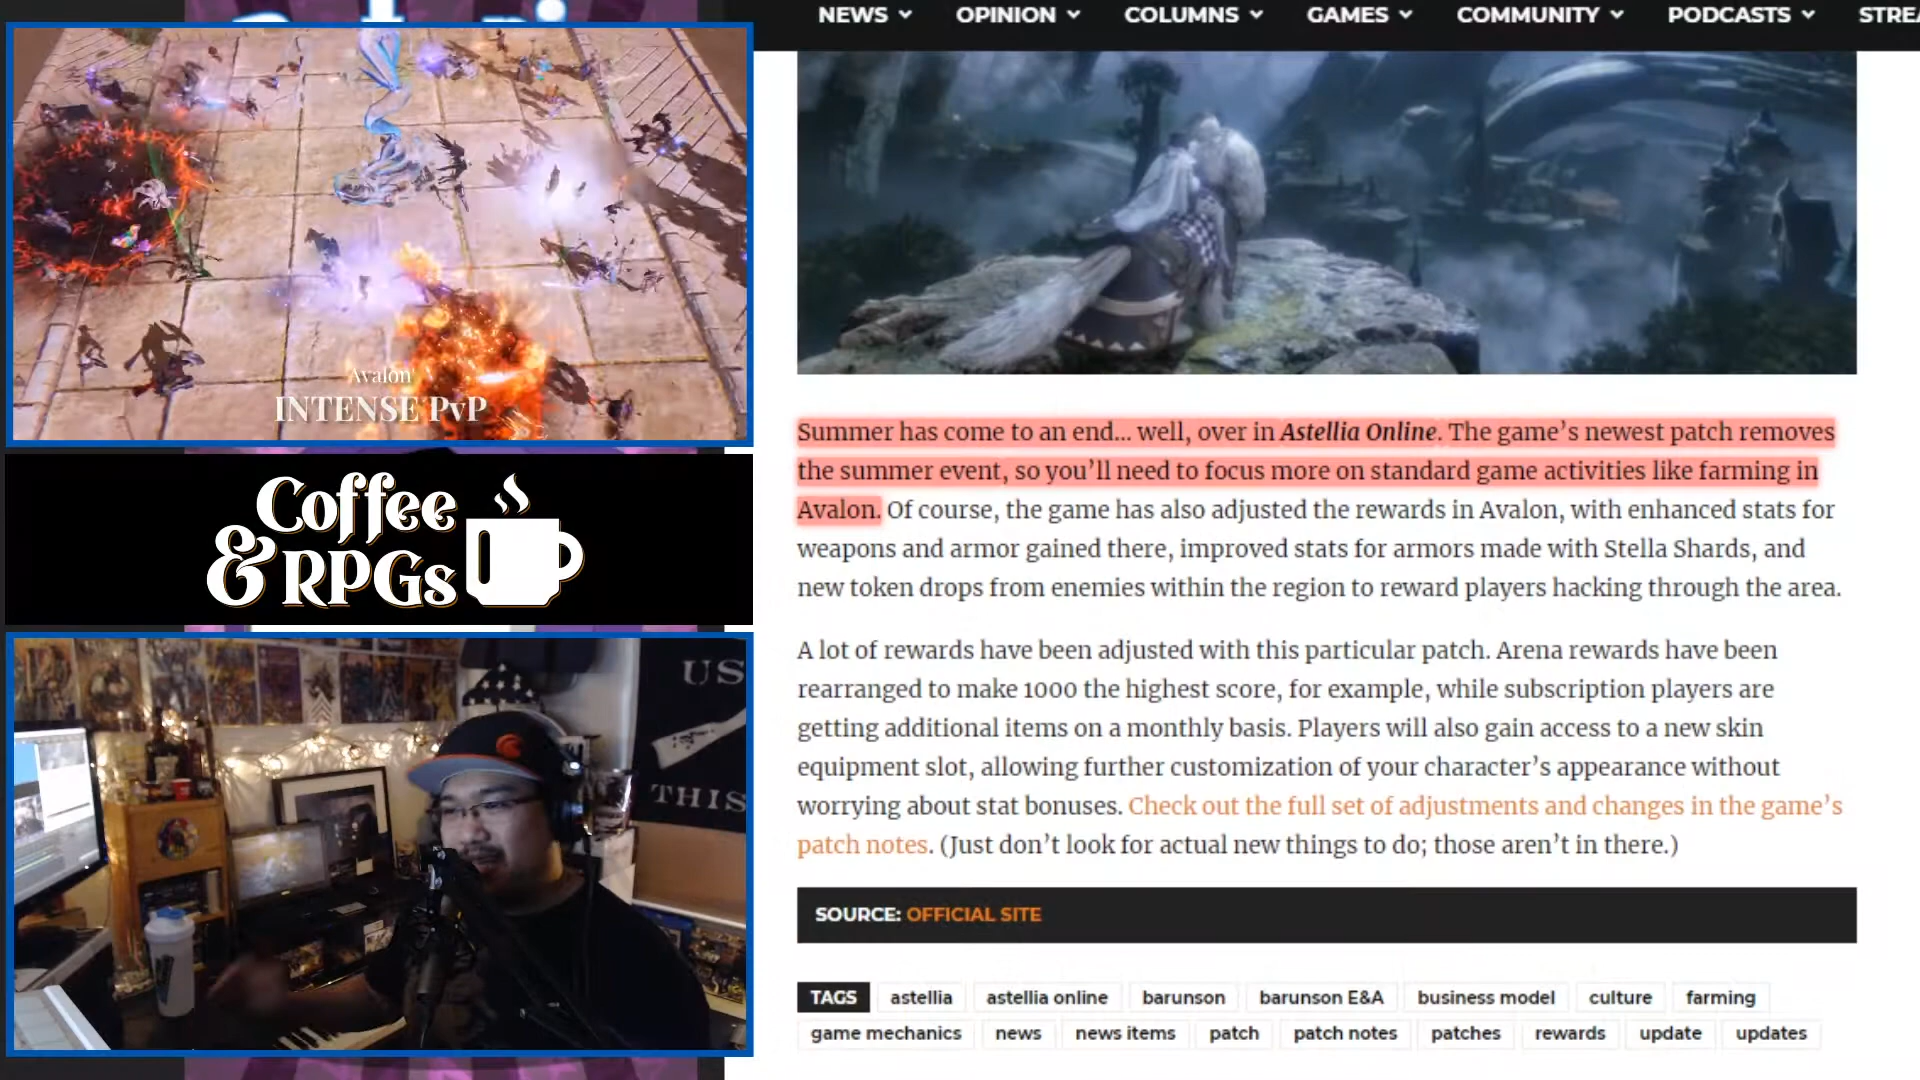 NEWS OPINION COLUMNS GAMES COMMUNITY PODCASTS
Avalon
INTENSE PvP
Coffee
& RPGs
US
THIS
Summer has come to an end... well, over in Astellia Online. The game's newest patch removes
the summer event, so you'll need to focus more on standard game activities like farming in
Avalon. Of course, the game has also adjusted the rewards in Avalon, with enhanced stats for
weapons and armor gained there, improved stats for armors made with Stella Shards, and
new token drops from enemies within the region to reward players hacking through the area.
A lot of rewards have been adjusted with this particular patch. Arena rewards have been
rearranged to make 1000 the highest score, for example, while subscription players are
getting additional items on a monthly basis. Players will also gain access to a new skin
equipment slot, allowing further customization of your character's appearance without
worrying about stat bonuses. Check out the full set of adjustments and changes in the game's
patch notes. (Just don't look for actual new things to do; those aren't in there.)
SOURCE: OFFICIAL SITE
TAGS astellia astellia online barunson barunson E&A business model culture farming
game mechanics news news items patch patch notes patches rewards update updates